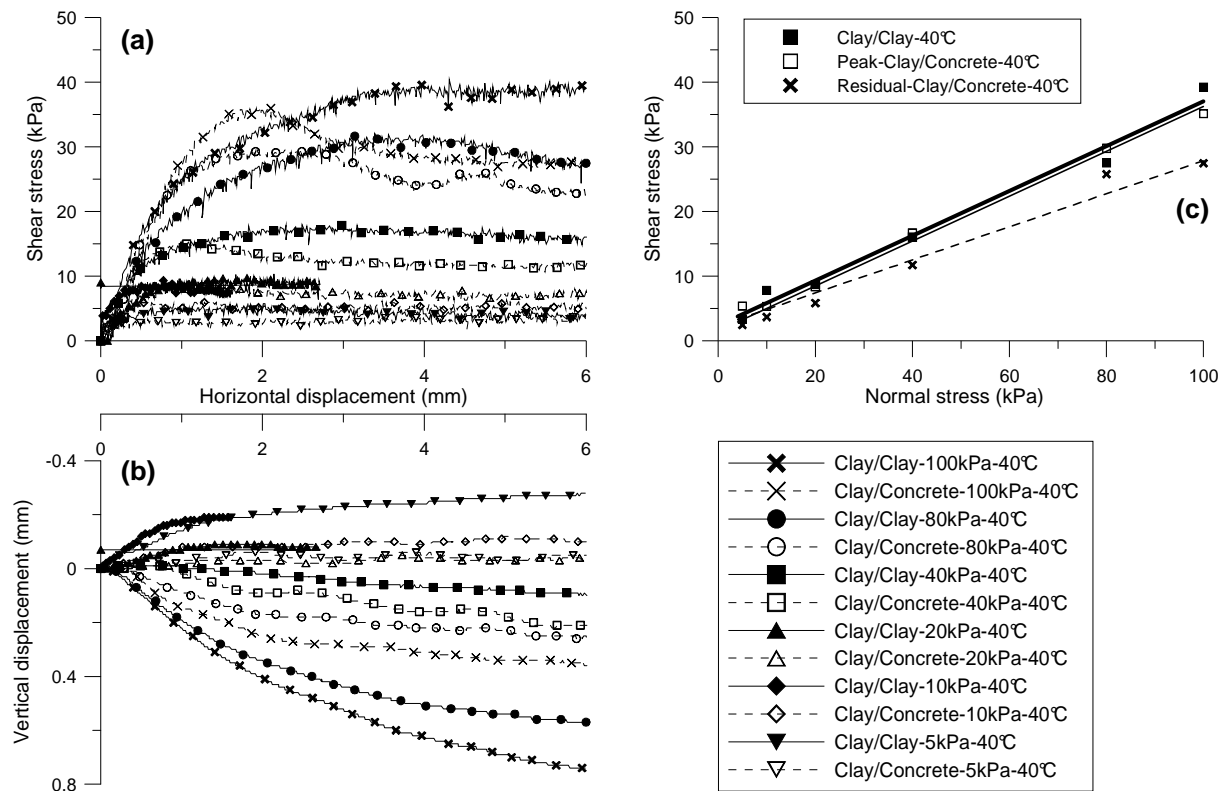 (a)
50
40
30
20
10
0
Shear stress (kPa)
0 2 4 6
Horizontal displacement (mm)
0 2 4 6
(b)
-0.4
0
0.4
0.8
Vertical displacement (mm)
Clay/Clay-40°C
Peak-Clay/Concrete-40°C
Residual-Clay/Concrete-40°C
50
40
30
20
10
0
Shear stress (kPa)
(c)
0 20 40 60 80 100
Normal stress (kPa)
Clay/Clay-100kPa-40°C
Clay/Concrete-100kPa-40°C
Clay/Clay-80kPa-40°C
Clay/Concrete-80kPa-40°C
Clay/Clay-40kPa-40°C
Clay/Concrete-40kPa-40°C
Clay/Clay-20kPa-40°C
Clay/Concrete-20kPa-40°C
Clay/Clay-10kPa-40°C
Clay/Concrete-10kPa-40°C
Clay/Clay-5kPa-40°C
Clay/Concrete-5kPa-40°C